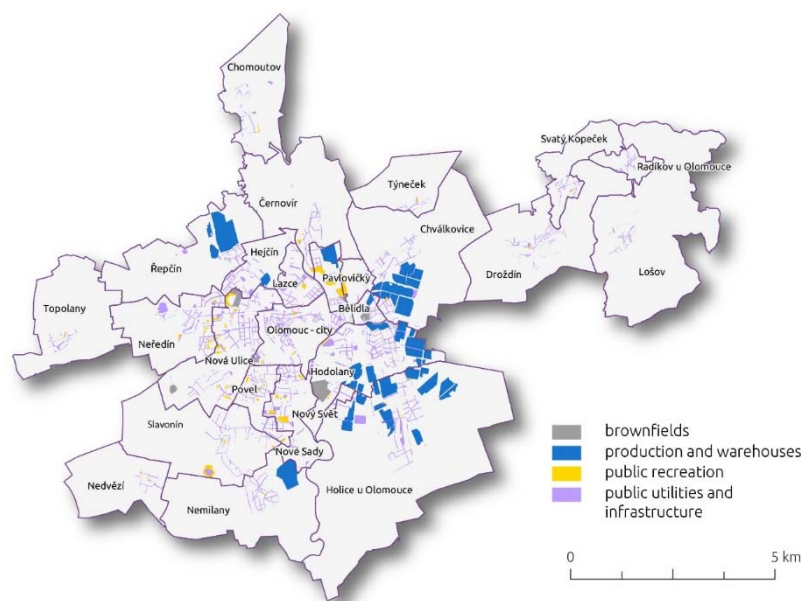 Chomoutov
Svatý Kopeček
Radíkov u Olomouce
Týneček
Černovír
Chválkovice
Hejčín
Řepčín
Pavlovičky
Lazce
Droždín
Lošov
Bělidla
Topolany
Olomouc - city
Neředín
Nová Ulice
Hodolany
Povel
Nový Svět
Slavonín
Nové Sady
Nedvězí
Nemilany
Holice u Olomouce
brownfields
production and warehouses
public recreation
public utilities and
infrastructure
0 5 km